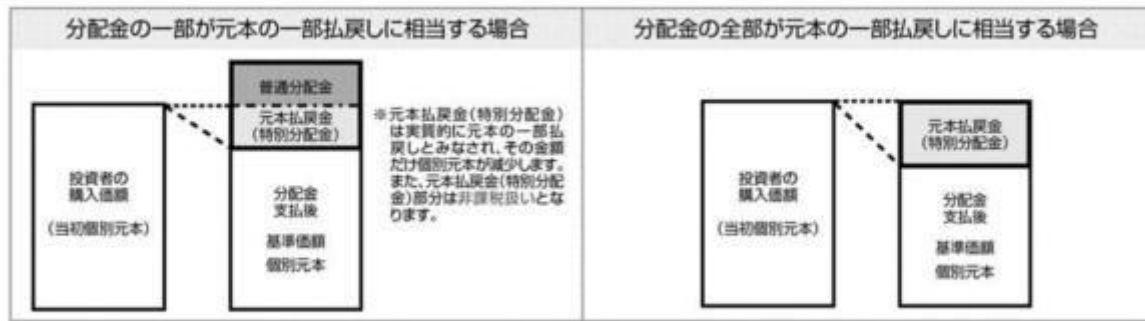 分配金の一部が元本の一部払戻しに相当する場合
普通分配金
元本払戻金
(特別分配金)
投資者の
購入価額
(当初個別元本)
分配金
支払後
基準価額
個別元本
※元本払戻金(特別分配金)
は実質的に元本の一部払
戻しとみなされ、その金額
だけ個別元本が減少します。
また、元本払戻金(特別分配
金)部分は非課税扱いとな
ります。
分配金の全部が元本の一部払戻しに相当する場合
元本払戻金
(特別分配金)
投資者の
購入価額
(当初個別元本)
分配金
支払後
基準価額
個別元本